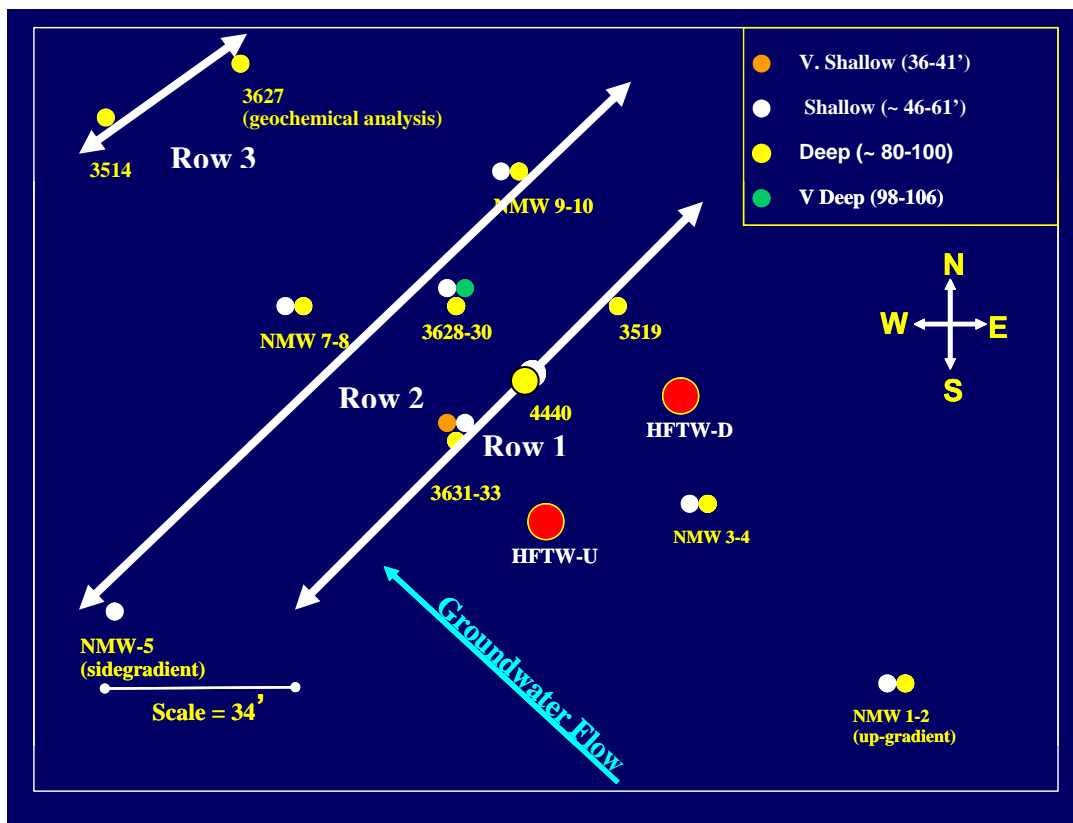 3627
(geochemical analysis)
3514
Row 3
V. Shallow (36-41’)
Shallow (~ 46-61’)
Deep (~ 80-100)
V Deep (98-106)
NMW 9-10
N
W
E
S
NMW 7-8
3628-30
3519
Row 2
4440
Row 1
HFTW-D
3631-33
HFTW-U
NMW 3-4
Groundwater Flow
NMW-5
(sidegradient)
Scale = 34’
NMW 1-2
(up-gradient)